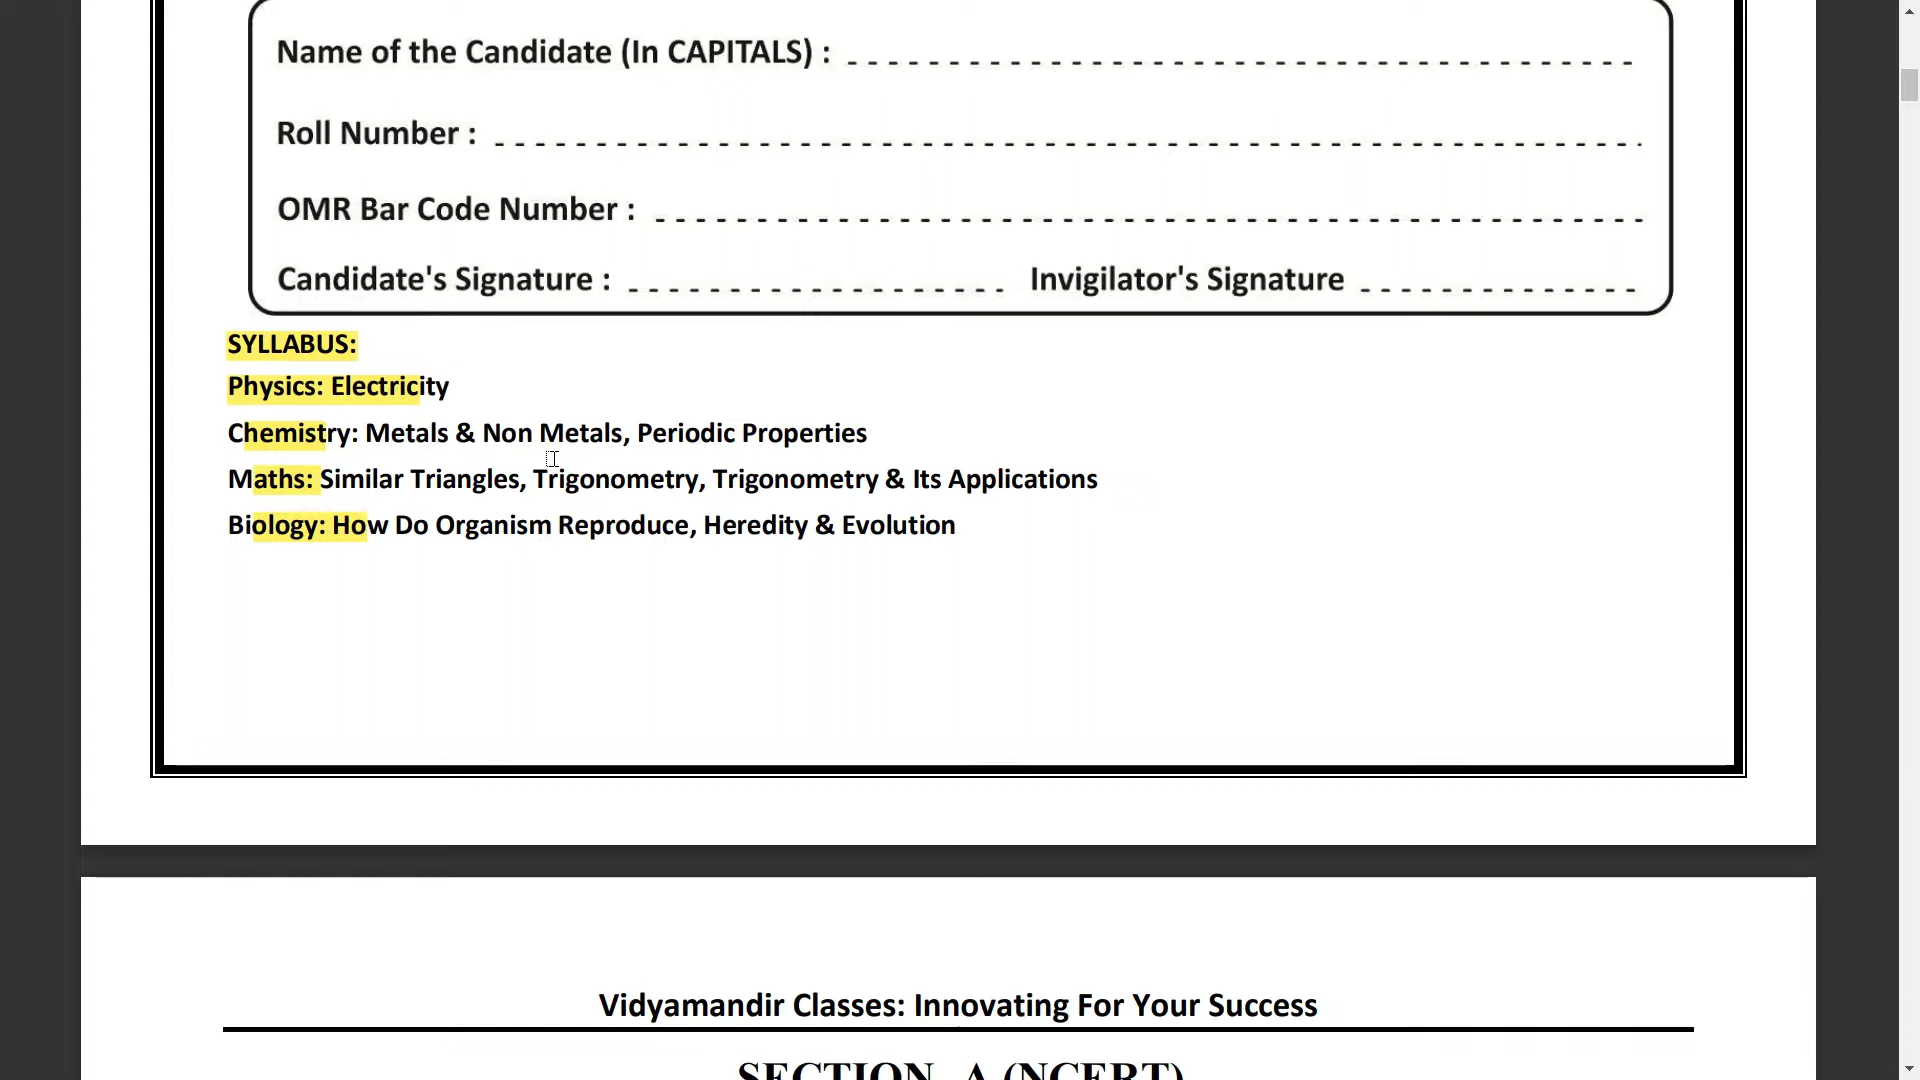 Name of the Candidate (In CAPITALS) :
Roll Number :
OMR Bar Code Number :
Candidate's Signature : Invigilator's Signature
SYLLABUS:
Physics: Electricity
Chemistry: Metals & Non Metals, Periodic Properties
Maths: Similar Triangles, Trigonometry, Trigonometry & Its Applications
Biology: How Do Organism Reproduce, Heredity & Evolution
Vidyamandir Classes: Innovating For Your Success
SECTION - A (NCERT)